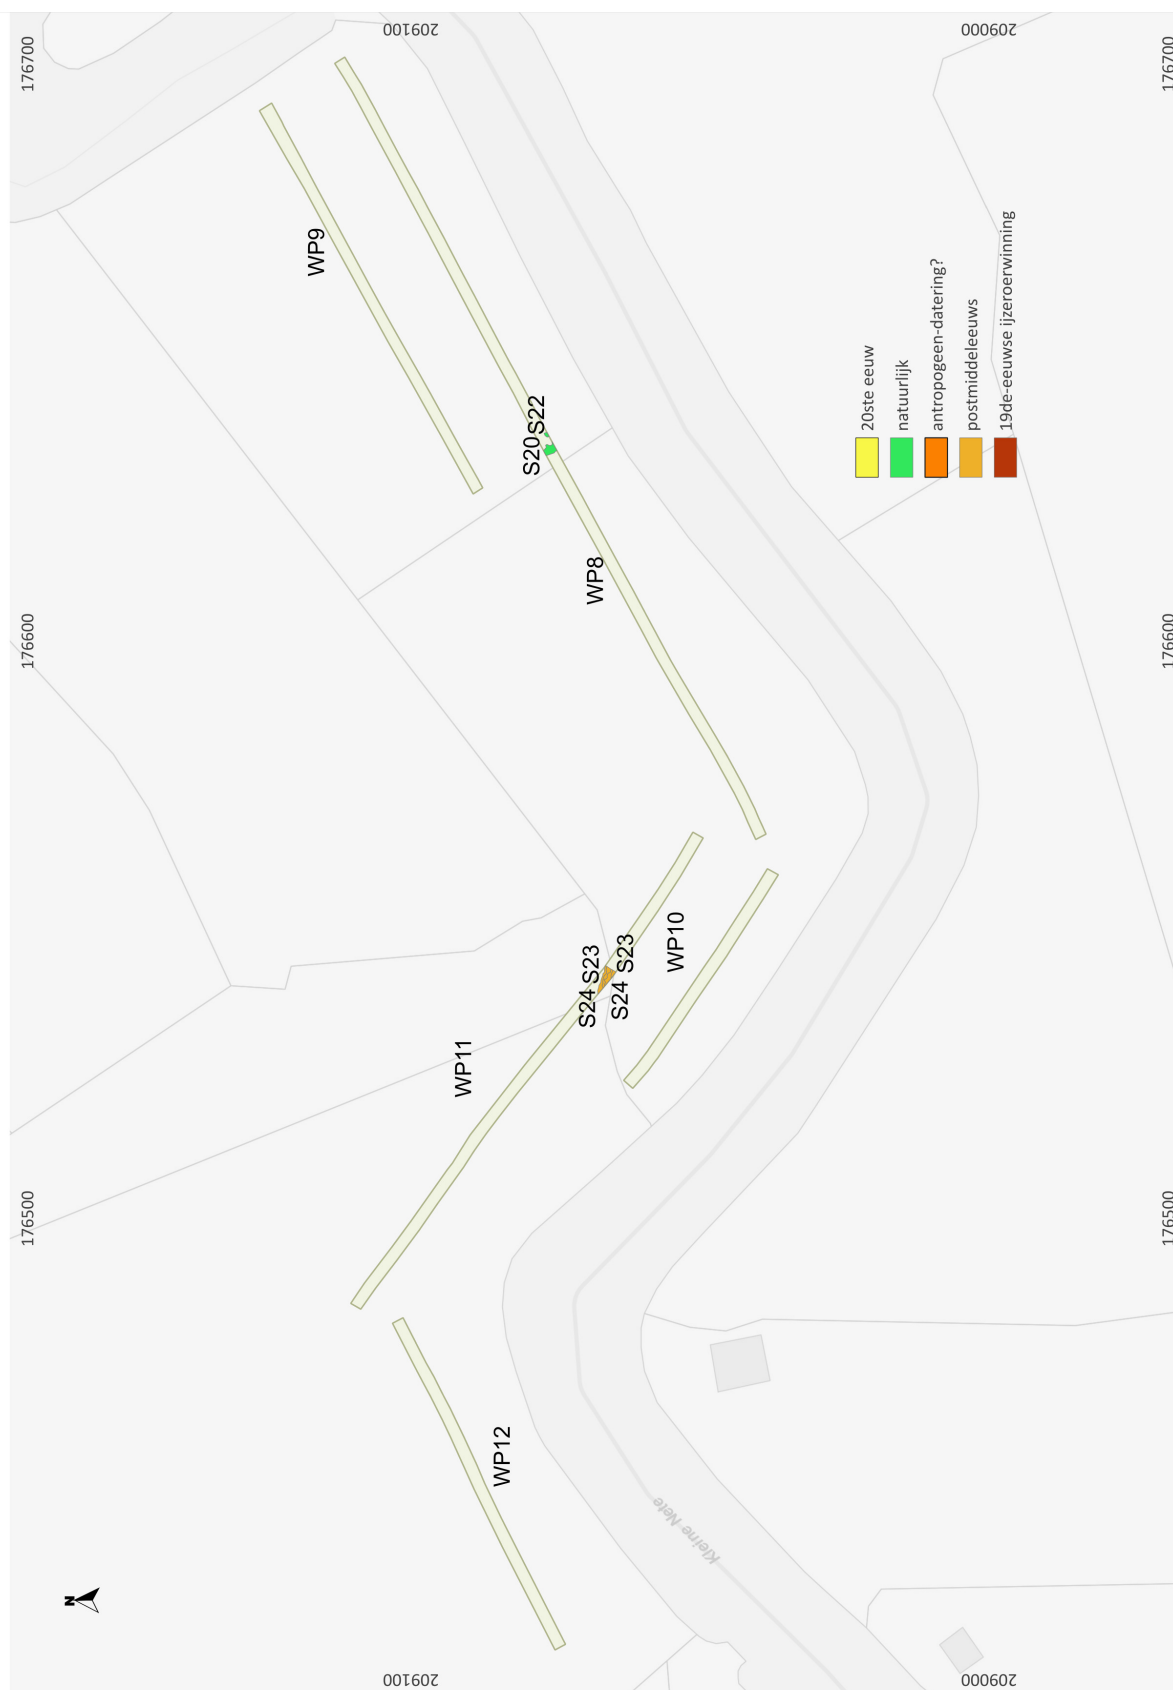 176700
176600
176500
209100
209000
WP9
S20
S22
WP8
20ste eeuw
natuurlijk
antropogeen-datering?
postmiddeleeuws
19de-eeuwse ijzeroerwinning
WP10
S24
S23
S24
S23
WP11
WP12
Kleine Nete
N
209100
209000
176700
176600
176500